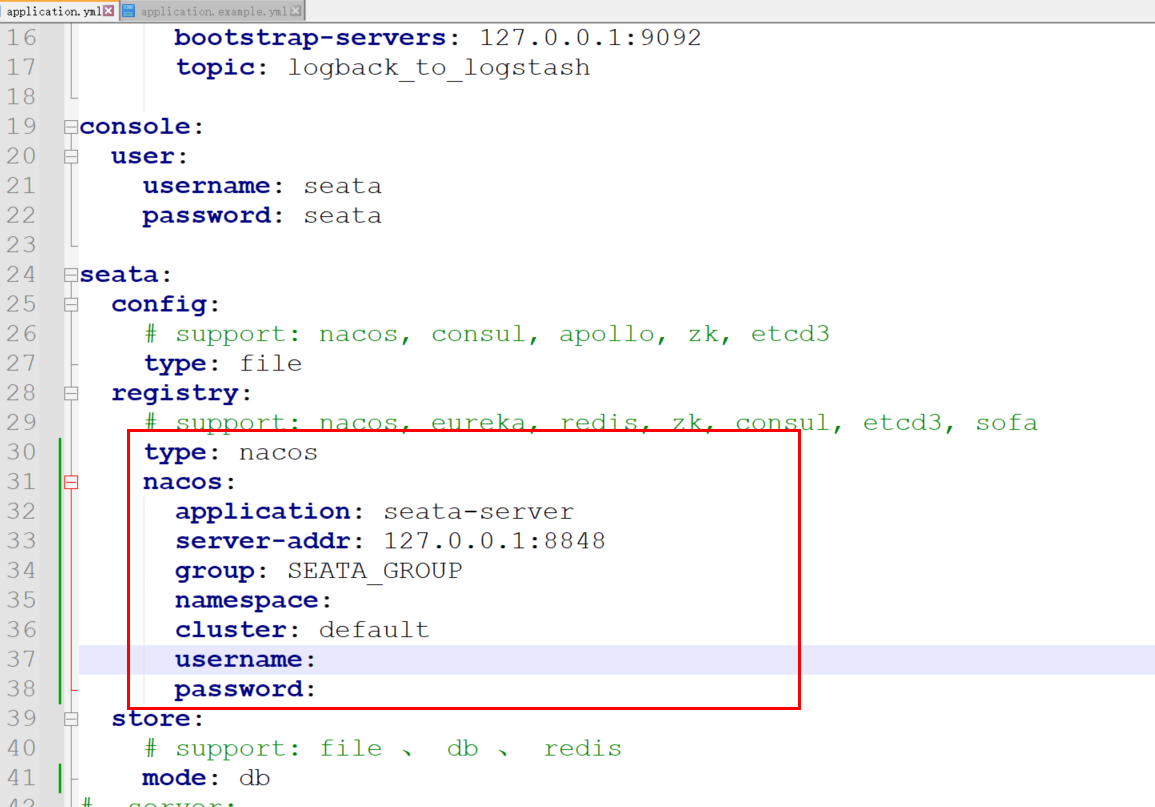 application.yml application.example.yml
16 bootstrap-servers: 127.0.0.1:9092
17 topic: logback_to_logstash
18
19 console:
20 user:
21 username: seata
22 password: seata
23
24 seata:
25 config:
26 # support: nacos, consul, apollo, zk, etcd3
27 type: file
28 registry:
29 # support: nacos, eureka, redis, zk, consul, etcd3, sofa
30 type: nacos
31 nacos:
32 application: seata-server
33 server-addr: 127.0.0.1:8848
34 group: SEATA_GROUP
35 namespace:
36 cluster: default
37 username:
38 password:
39 store:
40 # support: file 、 db 、 redis
41 mode: db
42 # server: